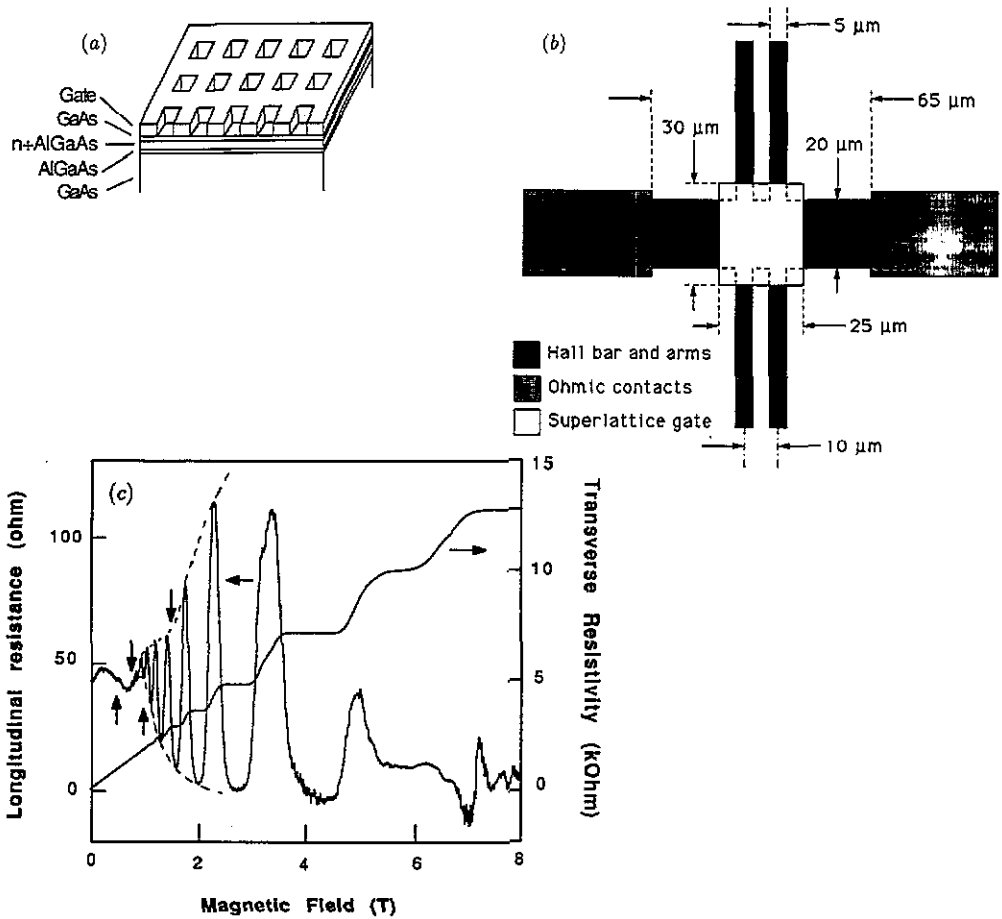 (a)
Gate
GaAs
n+AlGaAs
AlGaAs
GaAs
(b)
5 µm
65 µm
30 µm
20 µm
25 µm
Hall bar and arms
Ohmic contacts
Superlattice gate
10 µm
(c)
Longitudinal resistance (ohm)
100
50
0
15
10
5
0
Transverse Resistivity (kOhm)
0
2
4
6
8
Magnetic Field (T)